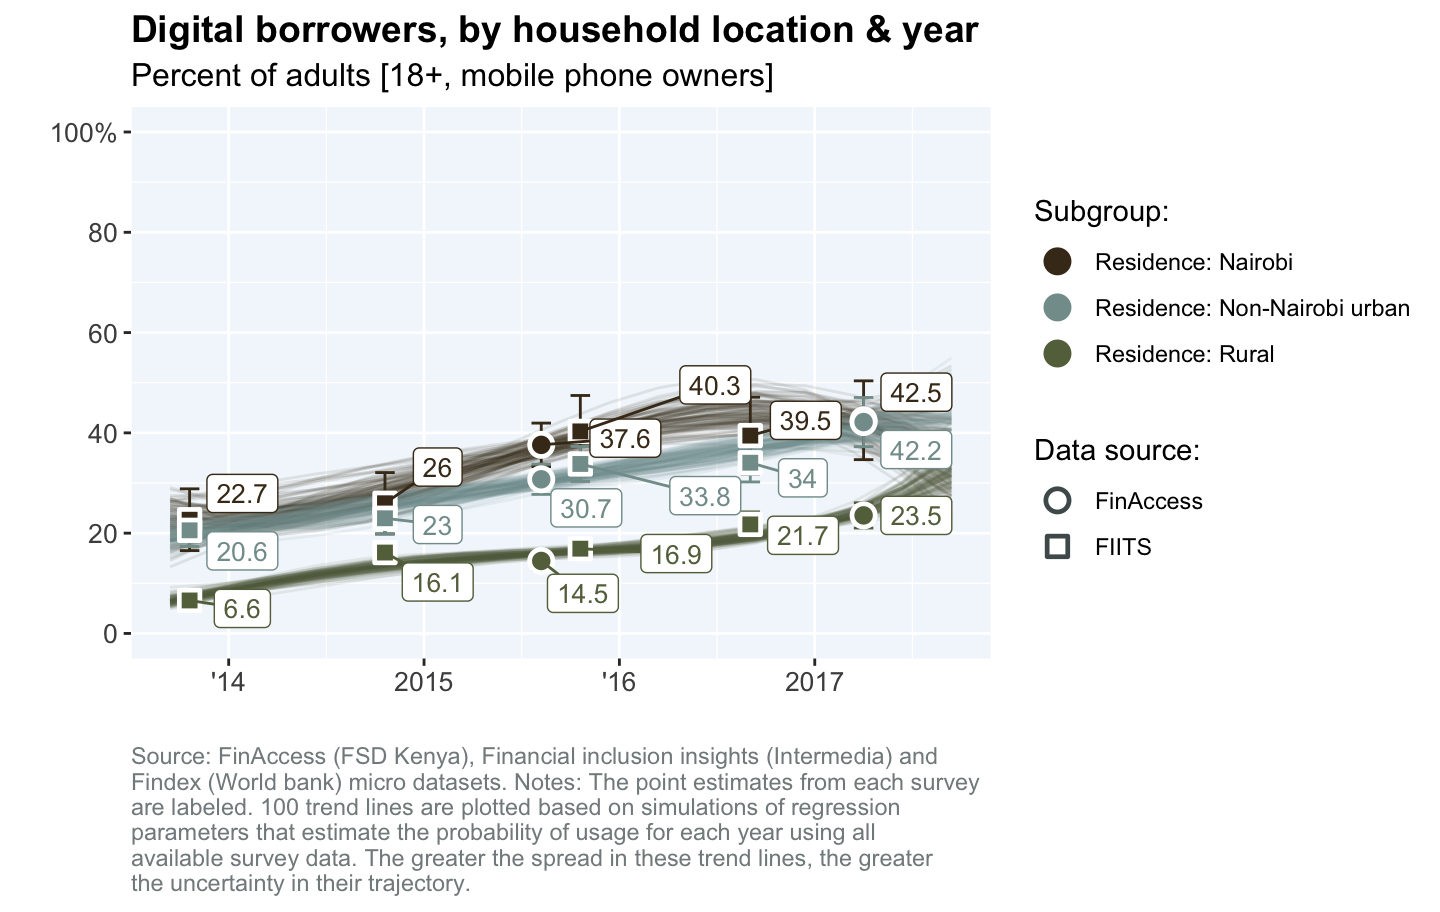 Digital borrowers, by household location & year
Percent of adults [18+, mobile phone owners]
100%
80
60
40
20
0
22.7
20.6
6.6
26
23
16.1
37.6
30.7
14.5
40.3
33.8
16.9
39.5
34
21.7
42.5
42.2
23.5
'14
2015
'16
2017
Subgroup:
Residence: Nairobi
Residence: Non-Nairobi urban
Residence: Rural
Data source:
FinAccess
FIITS
Source: FinAccess (FSD Kenya), Financial inclusion insights (Intermedia) and
Findex (World bank) micro datasets. Notes: The point estimates from each survey
are labeled. 100 trend lines are plotted based on simulations of regression
parameters that estimate the probability of usage for each year using all
available survey data. The greater the spread in these trend lines, the greater
the uncertainty in their trajectory.